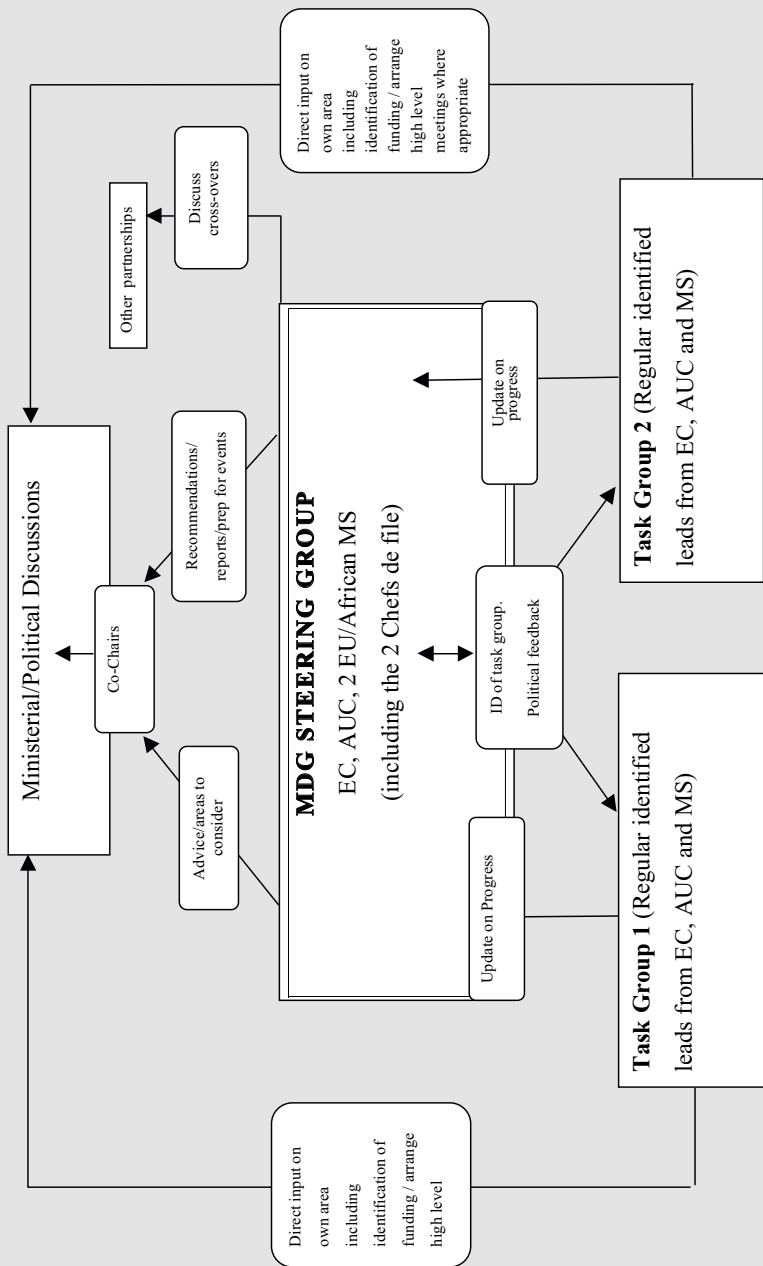 Ministerial/Political Discussions
Co-Chairs
Other partnerships
Advice/areas to
consider
Recommendations/
reports/prep for events
Discuss
cross-overs
Direct input on
own area
including
identification of
funding / arrange
high level
Direct input on
own area
including
identification of
funding / arrange
high level
meetings where
appropriate
MDG STEERING GROUP
EC, AUC, 2 EU/African MS
(including the 2 Chefs de file)
Update on Progress
ID of task group.
Political feedback
Update on
progress
Task Group 1 (Regular identified
leads from EC, AUC and MS)
Task Group 2 (Regular identified
leads from EC, AUC and MS)